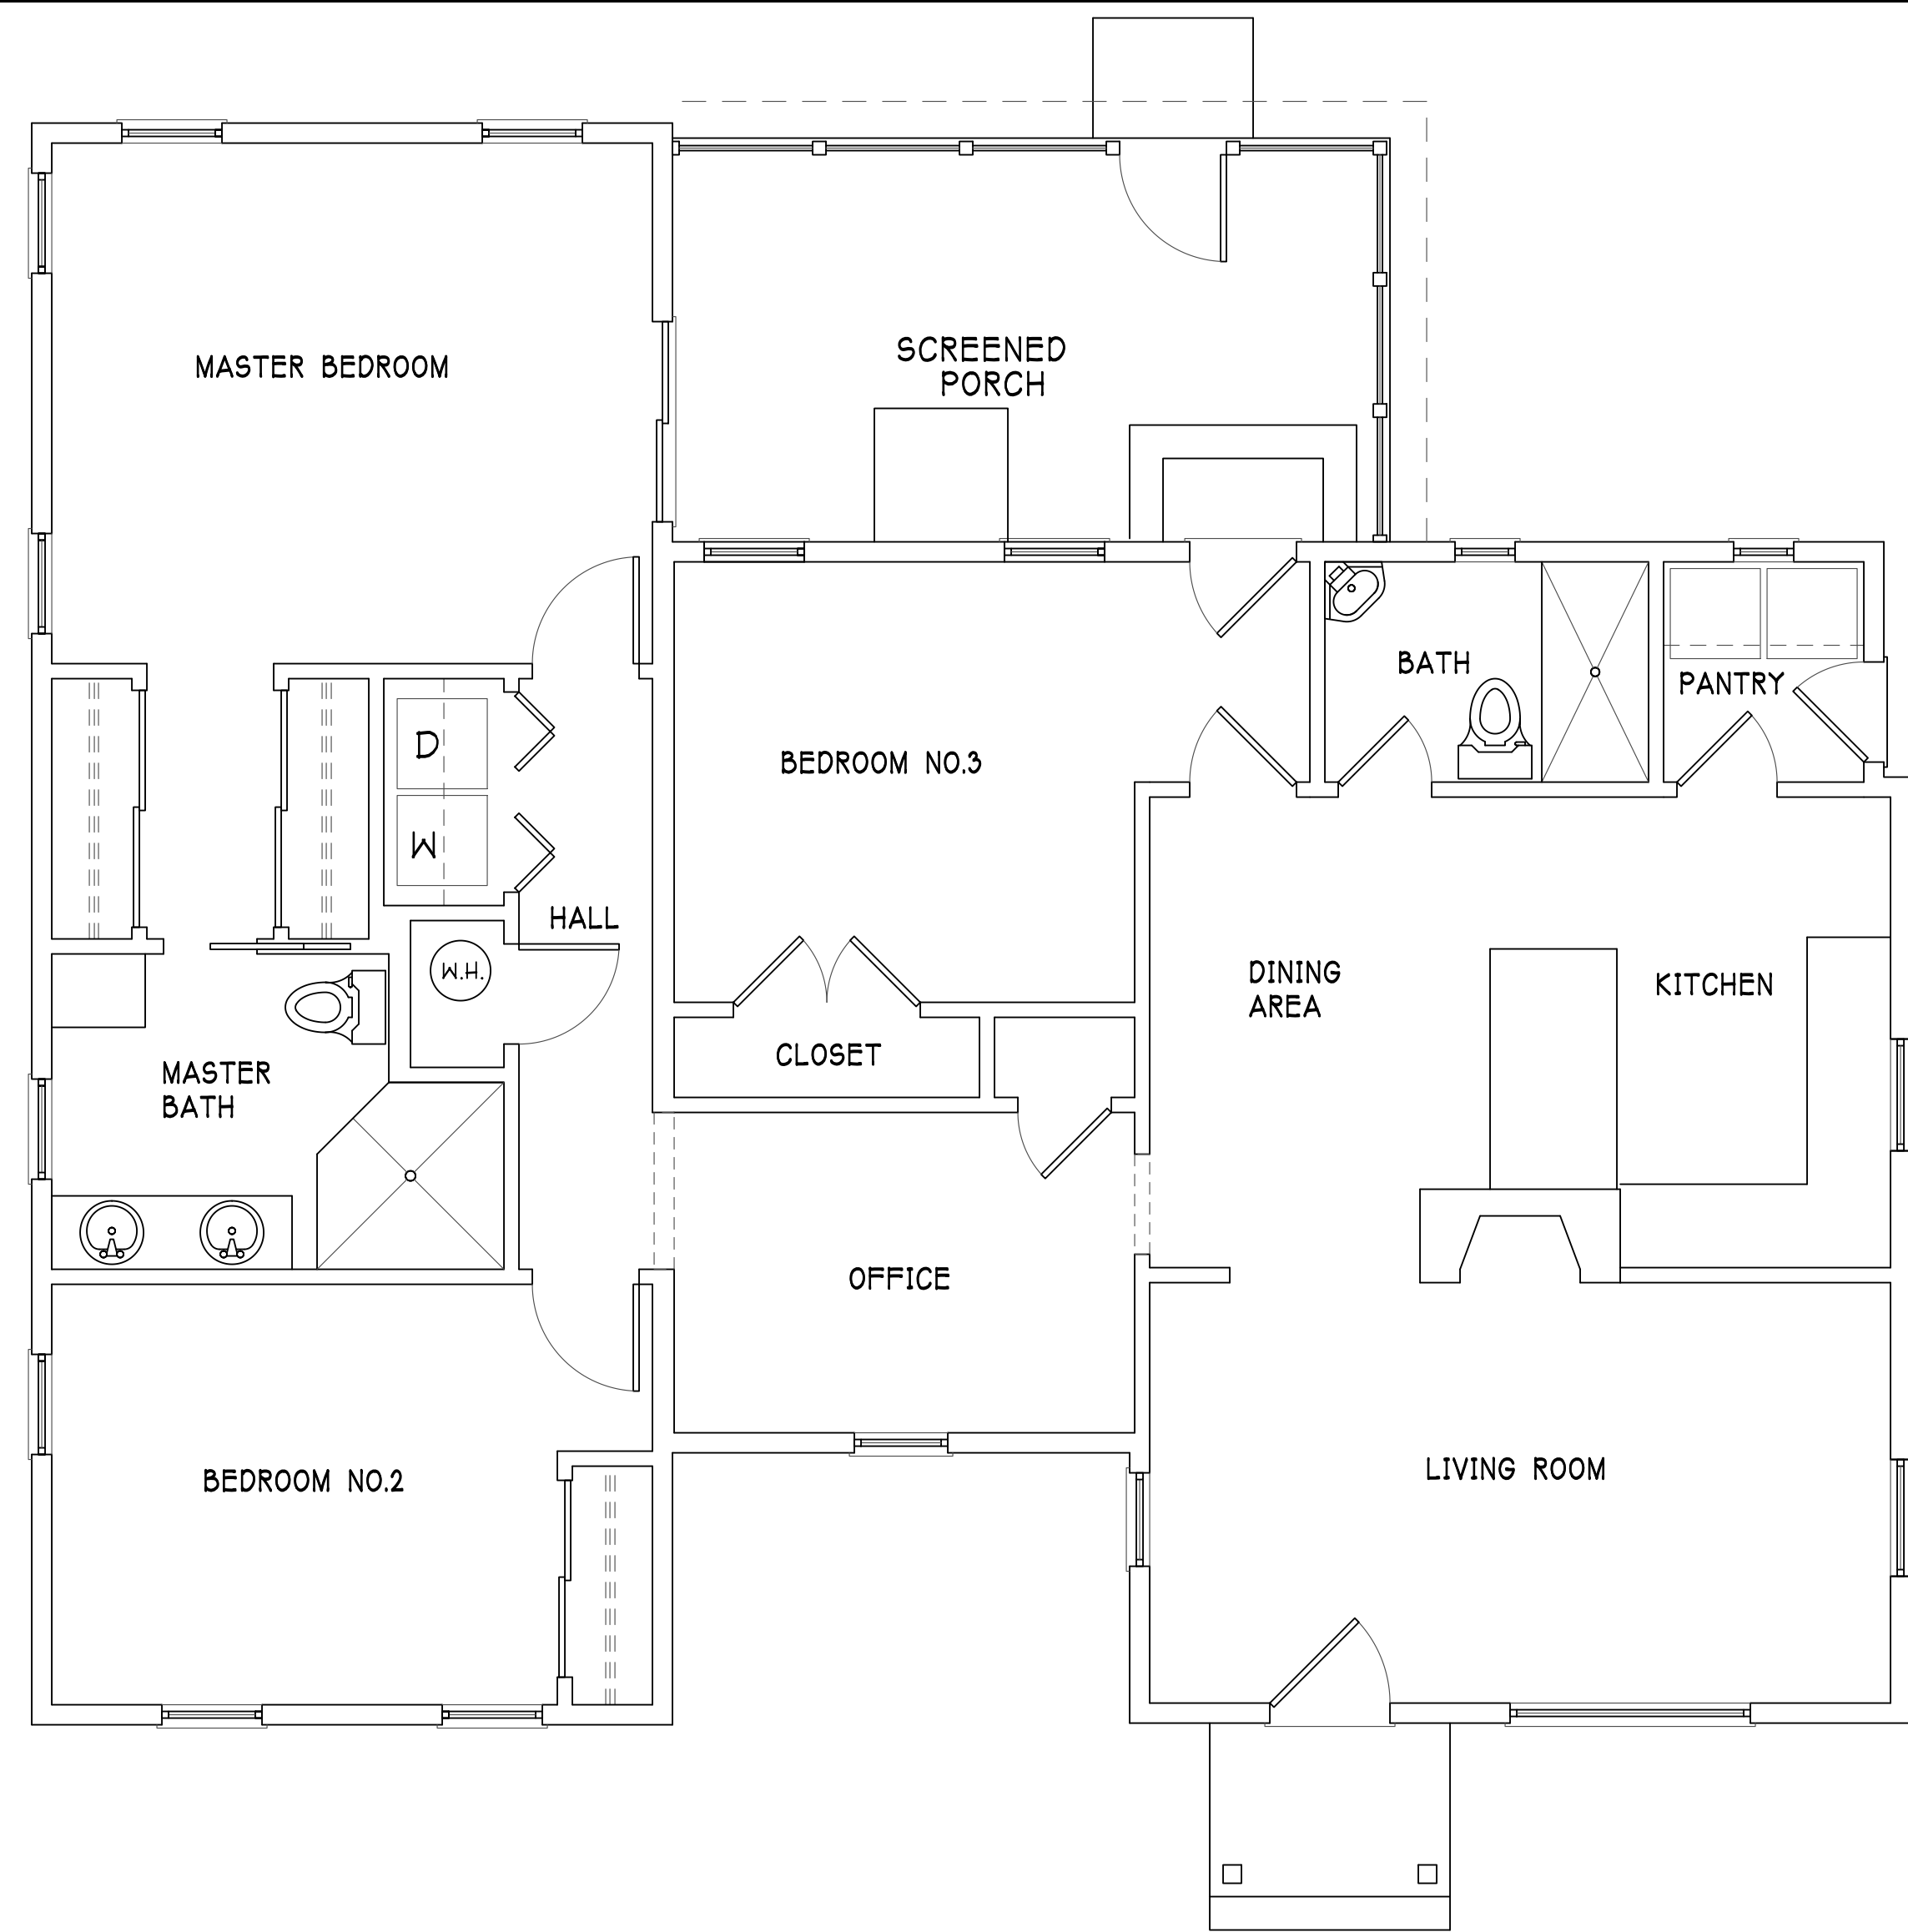 SCREENED
PORCH
MASTER BEDROOM
BATH
PANTRY
D
BEDROOM NO.3
W
HALL
W.H.
DINING
AREA
KITCHEN
CLOSET
MASTER
BATH
OFFICE
LIVING ROOM
BEDROOM NO.2